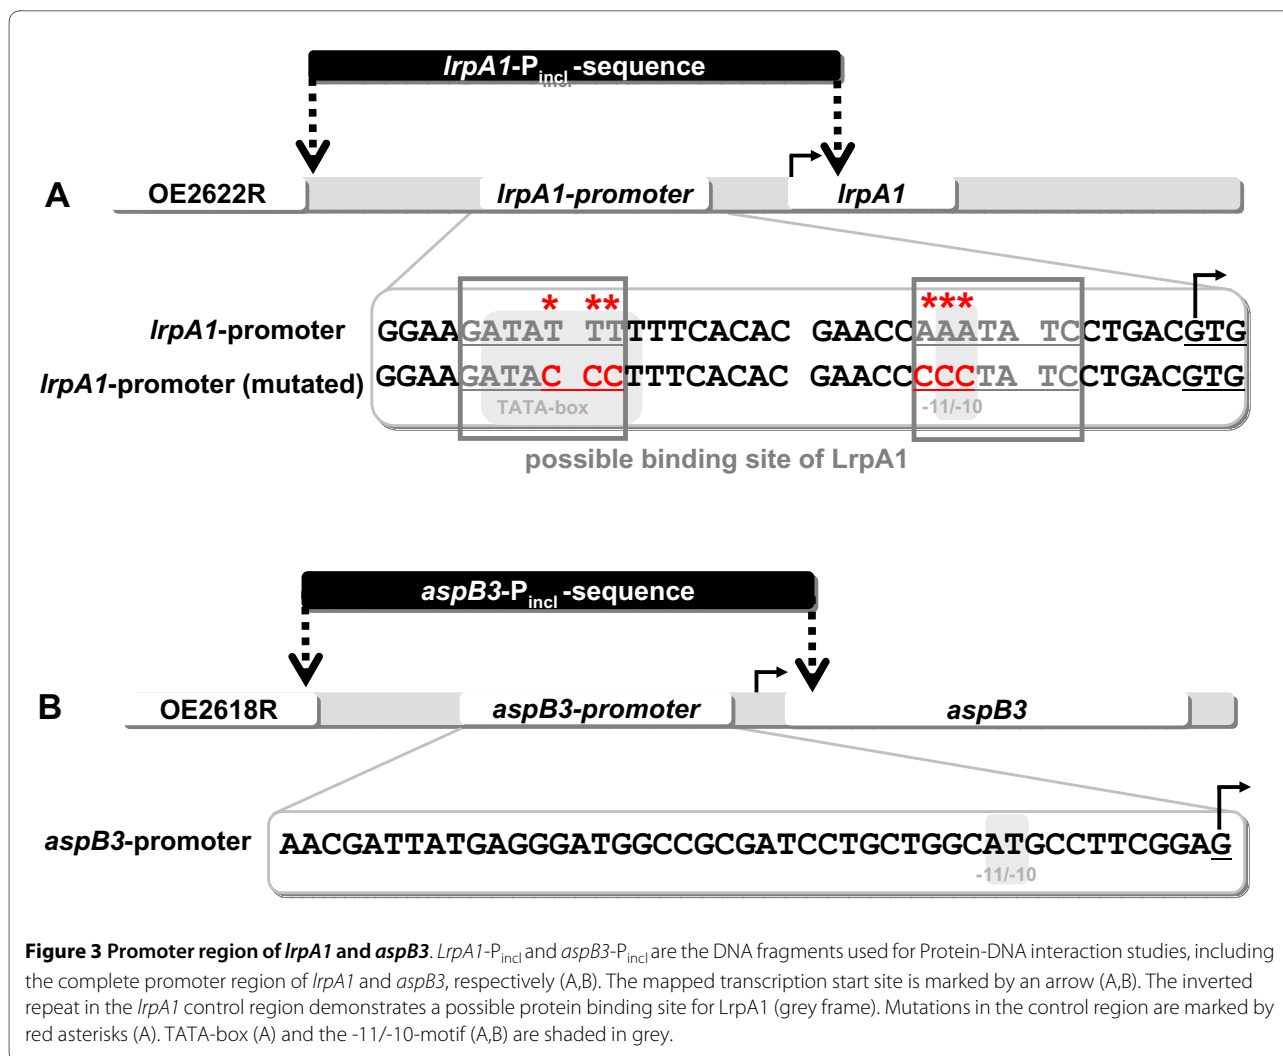 lrpA1-Pincl-sequence
A
OE2622R
lrpA1-promoter
lrpA1
* ** ***
lrpA1-promoter
GGAAGATAT TTTTTCACAC GAACCAAATA TCCTGACGTG
lrpA1-promoter (mutated)
GGAAGATAC CCTTTCACAC GAACCCCCTA TCCTGACGTG
TATA-box
-11/-10
possible binding site of LrpA1
aspB3-Pincl-sequence
B
OE2618R
aspB3-promoter
aspB3
aspB3-promoter
AACGATTATGAGGGATGGCCGCGATCCTGCTGGCATGCCTTCGGAG
-11/-10
Figure 3 Promoter region of lrpA1 and aspB3. LrpA1-Pincl and aspB3-Pincl are the DNA fragments used for Protein-DNA interaction studies, including
the complete promoter region of lrpA1 and aspB3, respectively (A,B). The mapped transcription start site is marked by an arrow (A,B). The inverted
repeat in the lrpA1 control region demonstrates a possible protein binding site for LrpA1 (grey frame). Mutations in the control region are marked by
red asterisks (A). TATA-box (A) and the -11/-10-motif (A,B) are shaded in grey.